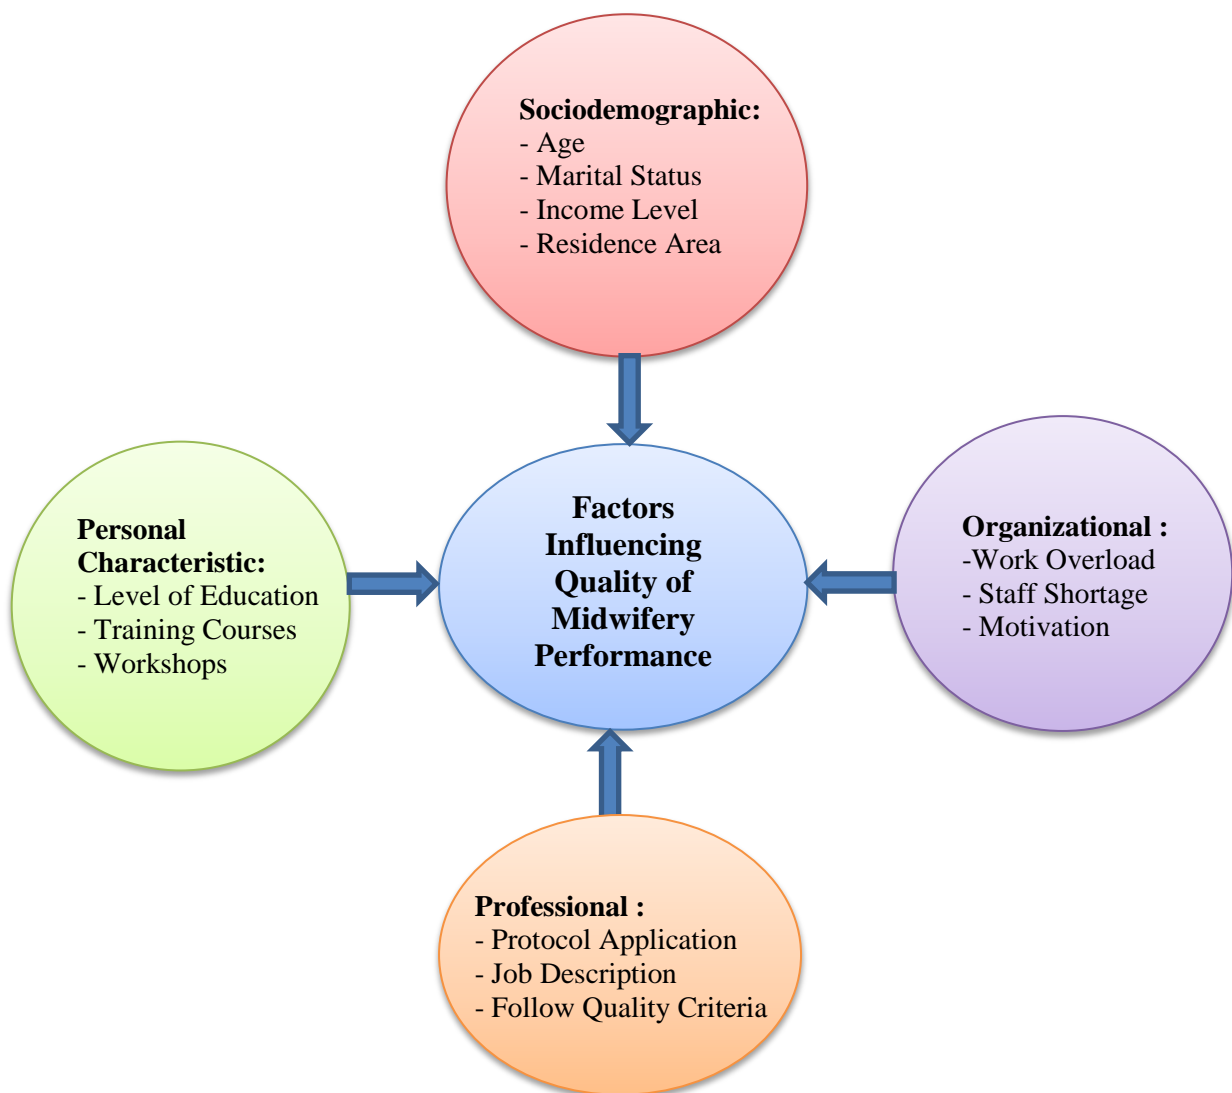 Sociodemographic:
- Age
- Marital Status
- Income Level
- Residence Area
Personal
Characteristic:
- Level of Education
- Training Courses
- Workshops
Factors
Influencing
Quality of
Midwifery
Performance
Organizational :
-Work Overload
- Staff Shortage
- Motivation
Professional :
- Protocol Application
- Job Description
- Follow Quality Criteria